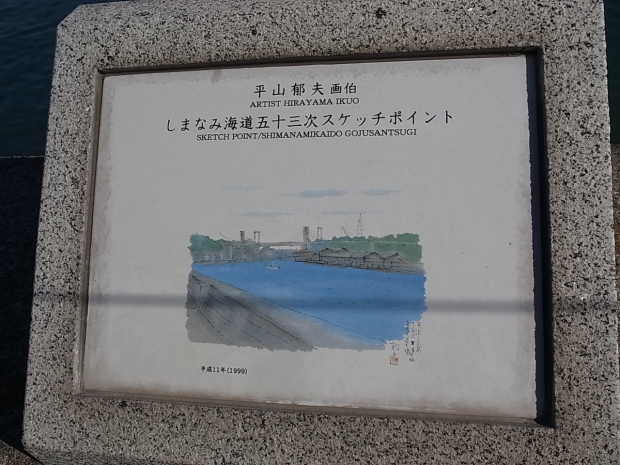 平山郁夫画伯
ARTIST HIRAYAMA IKUO
しまなみ海道五十三次スケッチポイント
SKETCH POINT/SHIMANAMIKAIDO GOJUSANTSUGI
平成11年(1999)